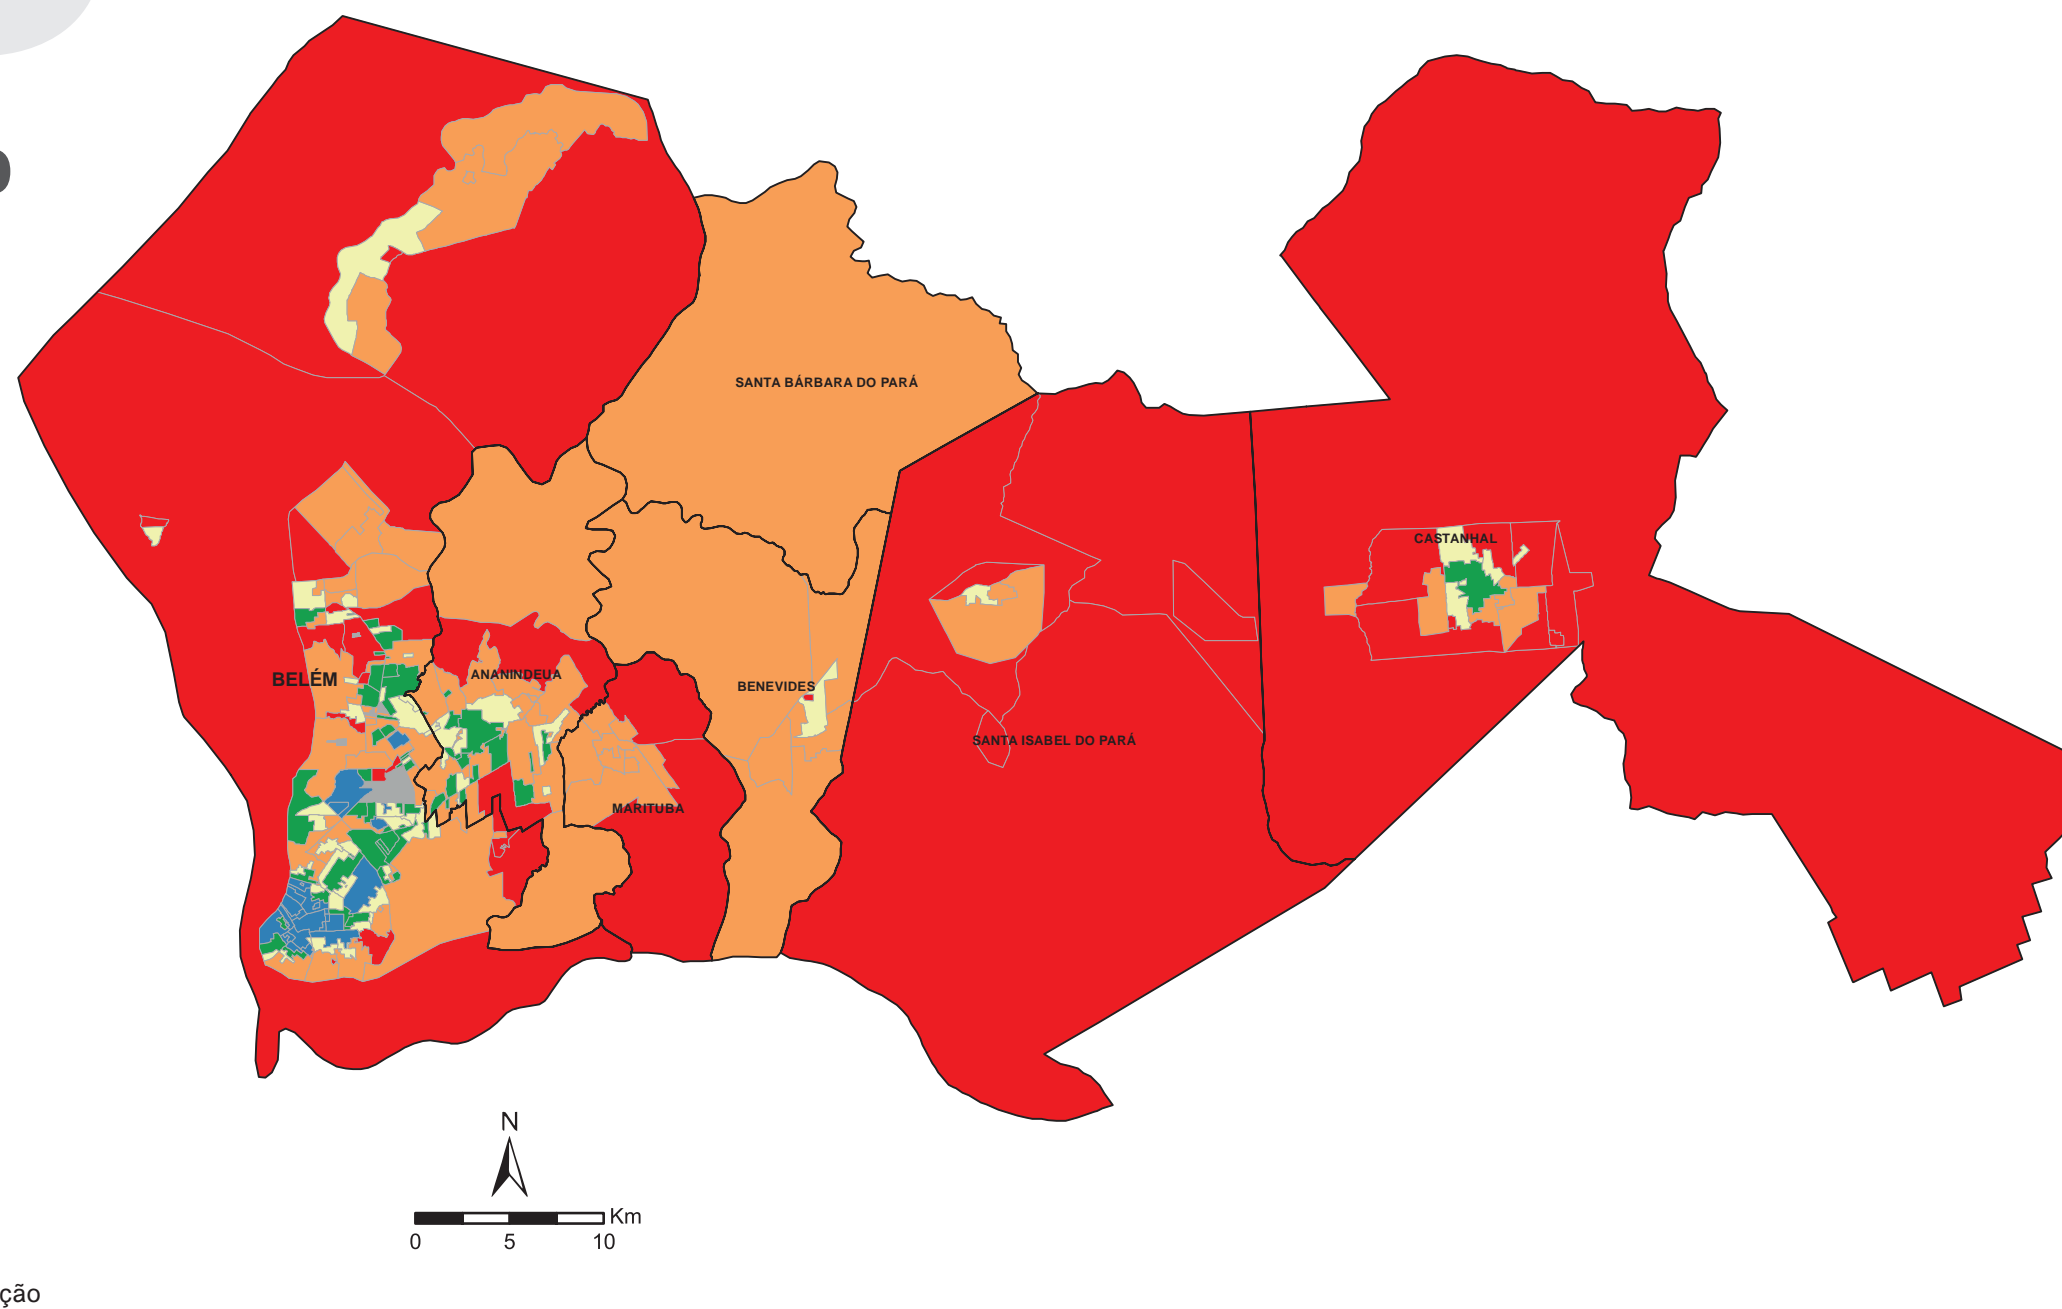 SANTA BÁRBARA DO PARÁ
CASTANHAL
BELÉM
ANANINDEUA
BENEVIDES
SANTA ISABEL DO PARÁ
MARITUBA
N
Km
0 5 10
ção